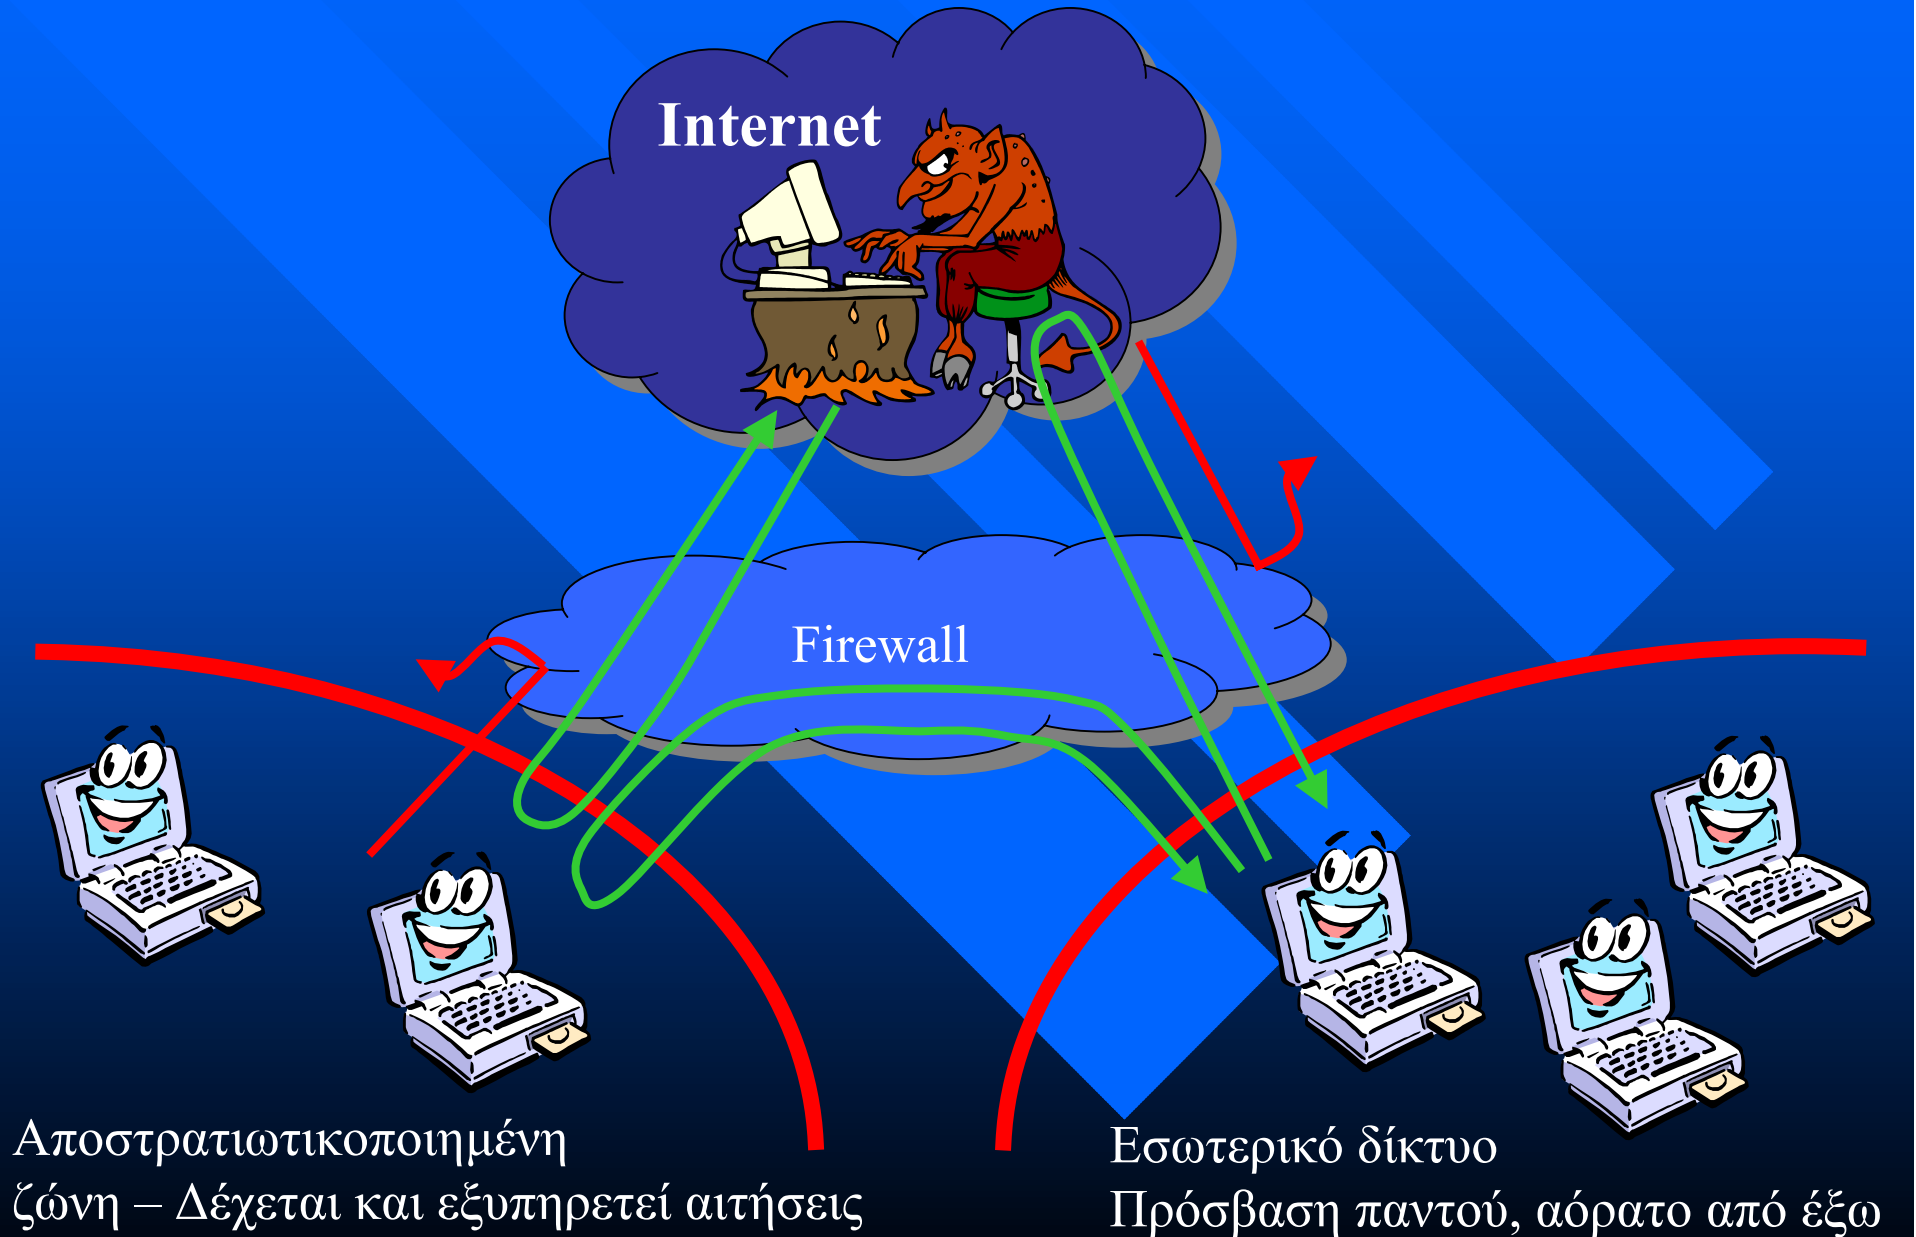 Internet
Firewall
Αποστρατιωτικοποιημένη
ζώνη – Δέχεται και εξυπηρετεί αιτήσεις
Εσωτερικό δίκτυο
Πρόσβαση παντού, αόρατο από έξω